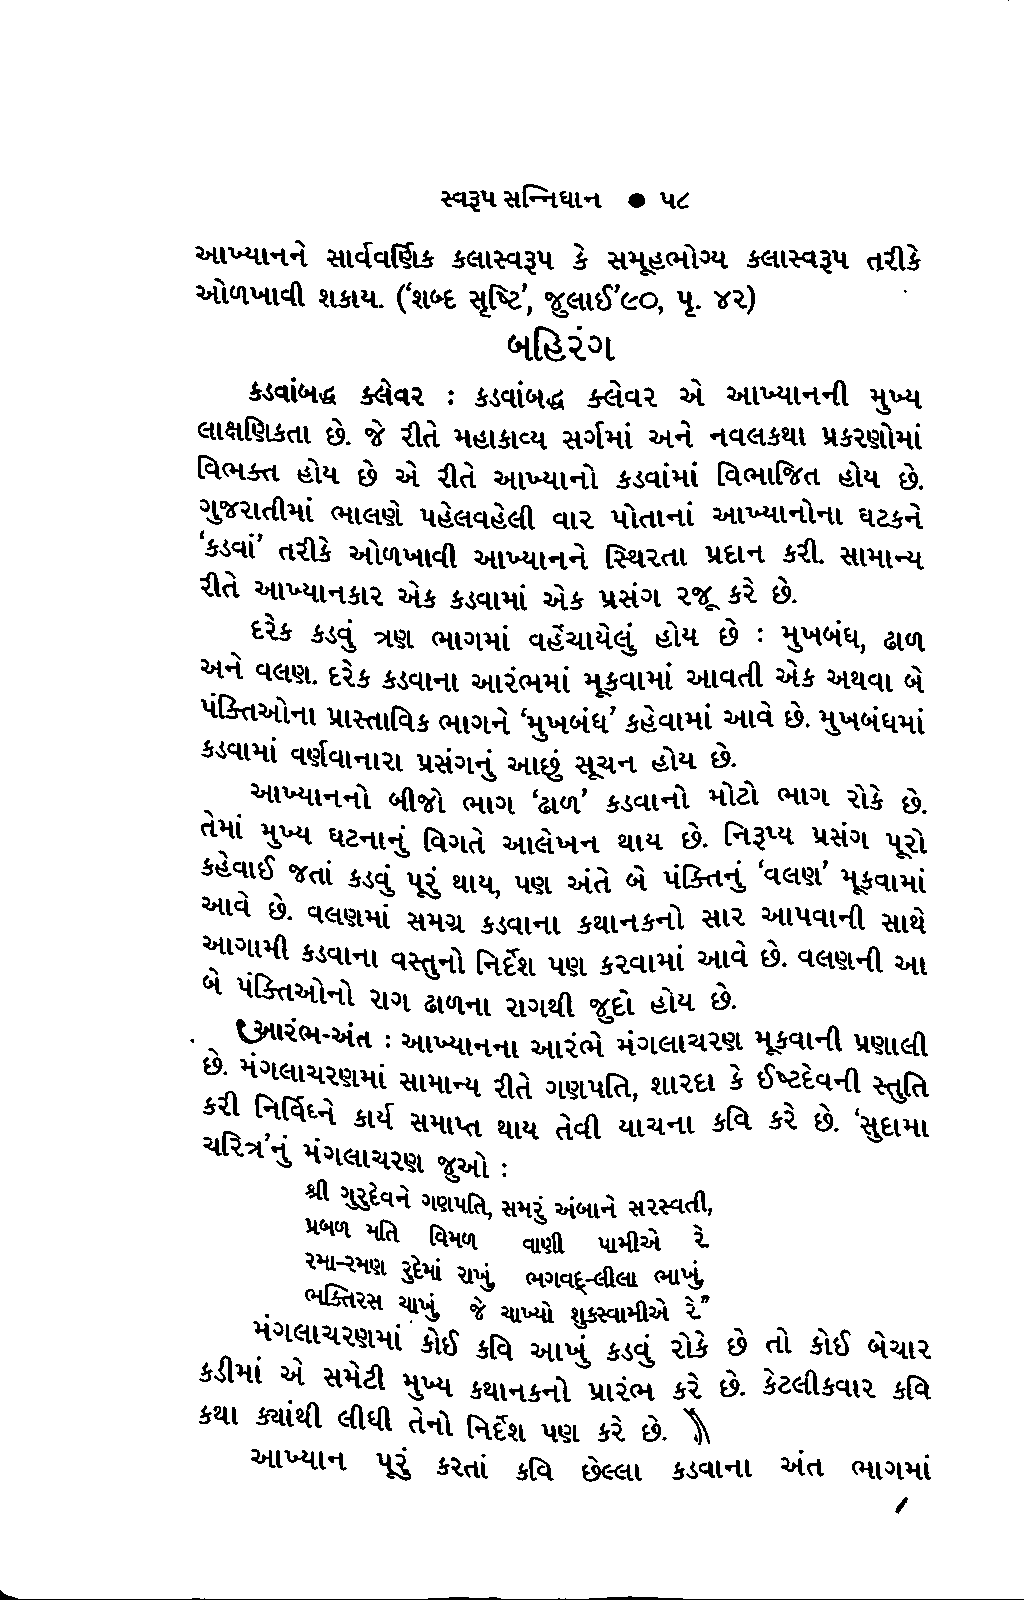 સ્વરૂપ સન્નિધાન ● ૫૮
આખ્યાનને સાર્વવર્ણિક કલાસ્વરૂપ કે સમૂહભોગ્ય કલાસ્વરૂપ તરીકે
ઓળખાવી શકાય. (‘શબ્દ સૃષ્ટિ’, જુલાઈ’૯૦, પૃ. ૪૨)
બહિરંગ
કડવાંબદ્ધ ક્લેવર : કડવાંબદ્ધ ક્લેવર એ આખ્યાનની મુખ્ય
લાક્ષણિકતા છે. જે રીતે મહાકાવ્ય સર્ગમાં અને નવલકથા પ્રકરણોમાં
વિભક્ત હોય છે એ રીતે આખ્યાનો કડવાંમાં વિભાજિત હોય છે.
ગુજરાતીમાં ભાલણે પહેલવહેલી વાર પોતાનાં આખ્યાનોના ઘટકને
‘કડવાં’ તરીકે ઓળખાવી આખ્યાનને સ્થિરતા પ્રદાન કરી. સામાન્ય
રીતે આખ્યાનકાર એક કડવામાં એક પ્રસંગ રજૂ કરે છે.
દરેક કડવું ત્રણ ભાગમાં વહેંચાયેલું હોય છે : મુખબંધ, ઢાળ
અને વલણ. દરેક કડવાના આરંભમાં મૂકવામાં આવતી એક અથવા બે
પંક્તિઓના પ્રાસ્તાવિક ભાગને ‘મુખબંધ’ કહેવામાં આવે છે. મુખબંધમાં
કડવામાં વર્ણવાનારા પ્રસંગનું આછું સૂચન હોય છે.
આખ્યાનનો બીજો ભાગ ‘ઢાળ’ કડવાનો મોટો ભાગ રોકે છે.
તેમાં મુખ્ય ઘટનાનું વિગતે આલેખન થાય છે. નિરૂપ્ય પ્રસંગ પૂરો
કહેવાઈ જતાં કડવું પૂરું થાય, પણ અંતે બે પંક્તિનું ‘વલણ’ મૂકવામાં
આવે છે. વલણમાં સમગ્ર કડવાના કથાનકનો સાર આપવાની સાથે
આગામી કડવાના વસ્તુનો નિર્દેશ પણ કરવામાં આવે છે. વલણની આ
બે પંક્તિઓનો રાગ ઢાળના રાગથી જુદો હોય છે.
આરંભ-અંત : આખ્યાનના આરંભે મંગલાચરણ મૂકવાની પ્રણાલી
છે. મંગલાચરણમાં સામાન્ય રીતે ગણપતિ, શારદા કે ઈષ્ટદેવની સ્તુતિ
કરી નિર્વિઘ્ને કાર્ય સમાપ્ત થાય તેવી યાચના કવિ કરે છે. ‘સુદામા
ચરિત્ર’નું મંગલાચરણ જુઓ :
શ્રી ગુરુદેવને ગણપતિ, સમરું અંબાને સરસ્વતી,
પ્રબળ મતિ વિમળ વાણી પામીએ રે.
રમા-રમણ રુદેમાં રાખું, ભગવદ્-લીલા ભાખું,
ભક્તિરસ ચાખું, જે ચાખ્યો શુકસ્વામીએ રે.”
મંગલાચરણમાં કોઈ કવિ આખું કડવું રોકે છે તો કોઈ બેચાર
કડીમાં એ સમેટી મુખ્ય કથાનકનો પ્રારંભ કરે છે. કેટલીકવાર કવિ
કથા ક્યાંથી લીધી તેનો નિર્દેશ પણ કરે છે.
આખ્યાન પૂરું કરતાં કવિ છેલ્લા કડવાના અંત ભાગમાં